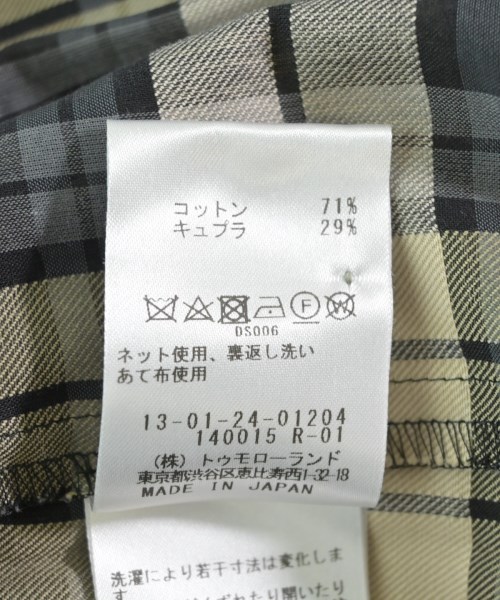 コットン 71%
キュプラ 29%
F W
DS006
ネット使用、裏返し洗い
あて布使用
13-01-24-01204
140015 R-01
(株) トゥモローランド
東京都渋谷区恵比寿西1-32-18
MADE IN JAPAN
洗濯により若干寸法は変化しま